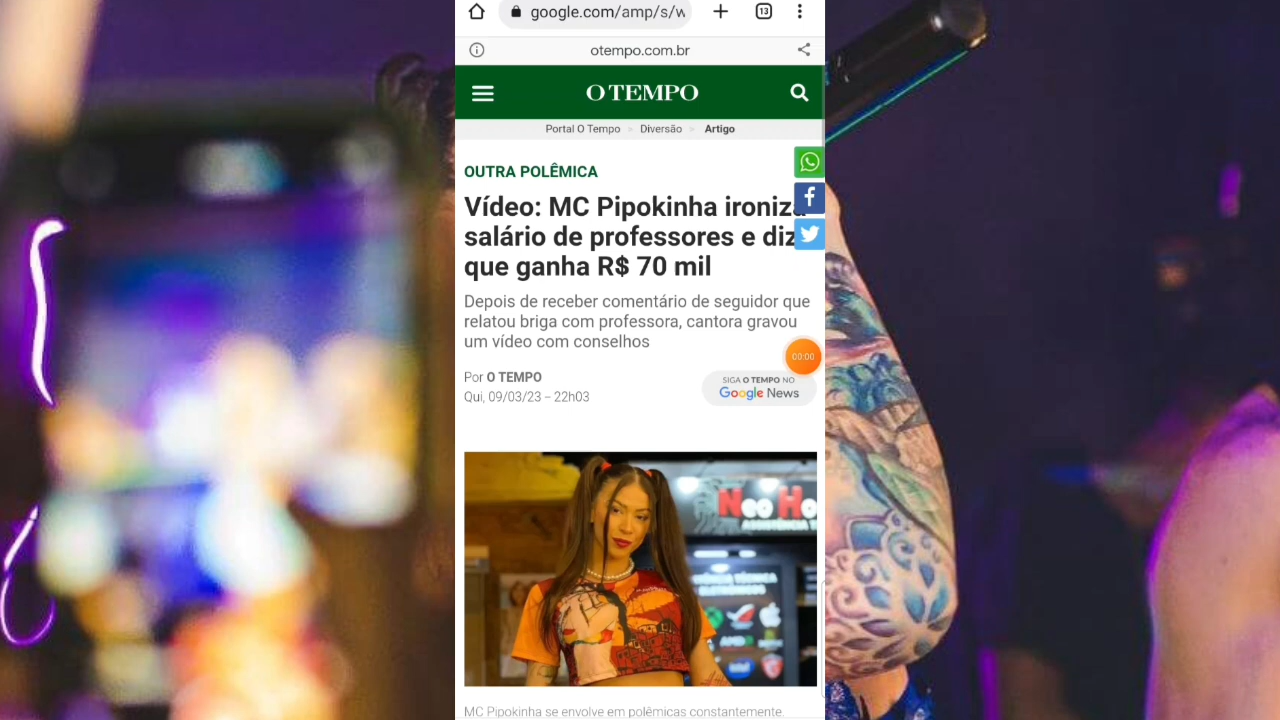 google.com/amp/s/w
13
otempo.com.br
O TEMPO
Portal O Tempo > Diversão > Artigo
OUTRA POLÊMICA
Vídeo: MC Pipokinha ironiza
salário de professores e diz
que ganha R$ 70 mil
Depois de receber comentário de seguidor que
relatou briga com professora, cantora gravou
um vídeo com conselhos
00:00
Por O TEMPO
Qui, 09/03/23 – 22h03
SIGA O TEMPO NO
Google News
ASSISTÊNCIA
AMD
intel
MC Pipokinha se envolve em polêmicas constantemente.